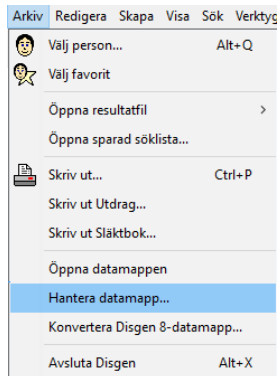 Arkiv Redigera Skapa Visa Sök Verktyg
Välj person... Alt+Q
Välj favorit
Öppna resultatfil >
Öppna sparad söklista...
Skriv ut... Ctrl+P
Skriv ut Utdrag...
Skriv ut Släktbok...
Öppna datamappen
Hantera datamapp...
Konvertera Disgen 8-datamapp...
Avsluta Disgen Alt+X